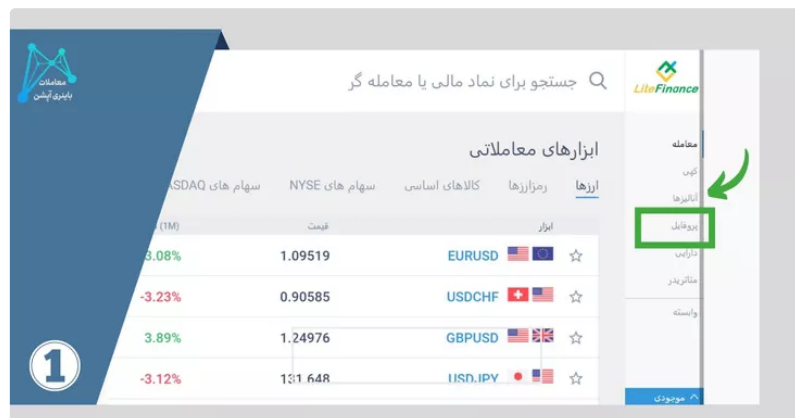 معاملات
باینری آپشن
LiteFinance
جستجو برای نماد مالی یا معامله گر
ابزارهای معاملاتی
ارزها رمزارزها کالاهای اساسی سهام های NYSE سهام های
ابزار قیمت (1M)
EURUSD 1.09519 3.08%
USDCHF 0.90585 -3.23%
GBPUSD 1.24976 3.89%
USDJPY 131.648 -3.12%
معامله
کپی
آنالیزها
پروفایل
دارایی
متاتریدر
وابسته
موجودی
1